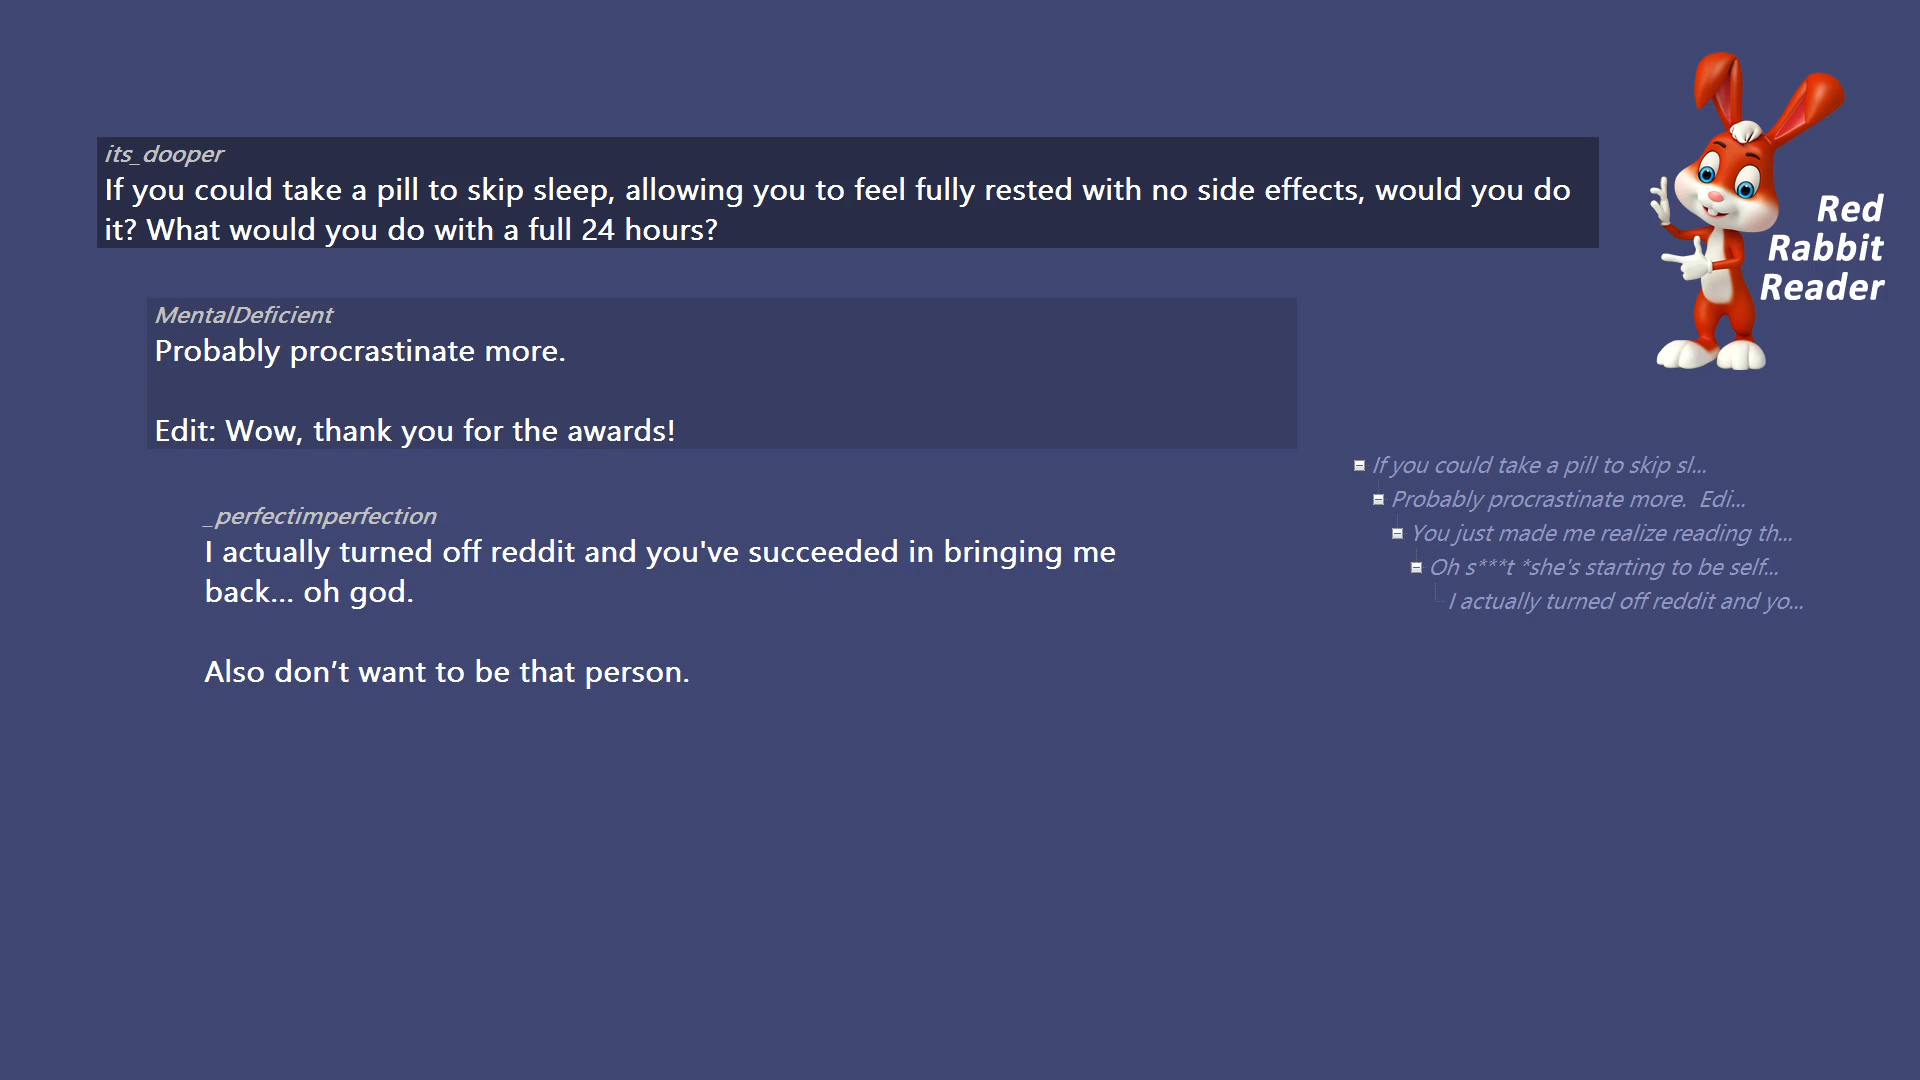 its_dooper
If you could take a pill to skip sleep, allowing you to feel fully rested with no side effects, would you do
it? What would you do with a full 24 hours?
Red
Rabbit
Reader
MentalDeficient
Probably procrastinate more.
Edit: Wow, thank you for the awards!
If you could take a pill to skip sl...
Probably procrastinate more.  Edi...
You just made me realize reading th...
Oh s***t *she's starting to be self...
I actually turned off reddit and yo...
_perfectimperfection
I actually turned off reddit and you've succeeded in bringing me
back... oh god.
Also don’t want to be that person.